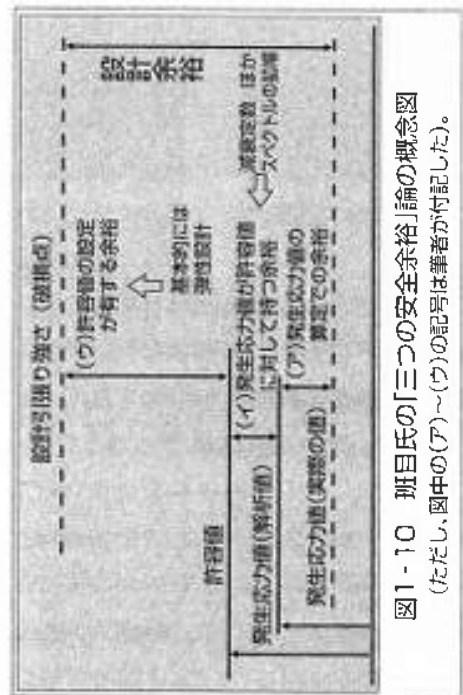 設計引張り強さ（破損点）
設計余裕
(ウ)許容値の設定
が有する余裕
基本的には
弾性設計
減衰定数 ほか
スペクトルの拡幅
許容値
(イ)発生応力値が許容値
に対して持つ余裕
発生応力値(解析値)
(ア)発生応力値の
算定での余裕
発生応力値(実際の値)
図1-10 班目氏の「三つの安全余裕」論の概念図
(ただし、図中の(ア)～(ウ)の記号は筆者が付記した)。